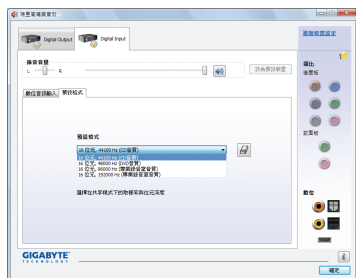 瑞昱高傳真音效
Digital Output
Digital Input
進階裝置設定
錄音音量
L
R
設為預設裝置
類比
後面板
數位音訊輸入
預設格式
前面板
預設格式
16 位元, 44100 Hz (CD音質)
16 位元, 44100 Hz (CD音質)
16 位元, 48000 Hz (DVD音質)
16 位元, 96000 Hz (專業錄音室音質)
16 位元, 192000 Hz (專業錄音室音質)
選擇在共享模式下的取樣率與位元深度
數位
GIGABYTE
TECHNOLOGY
i
確定